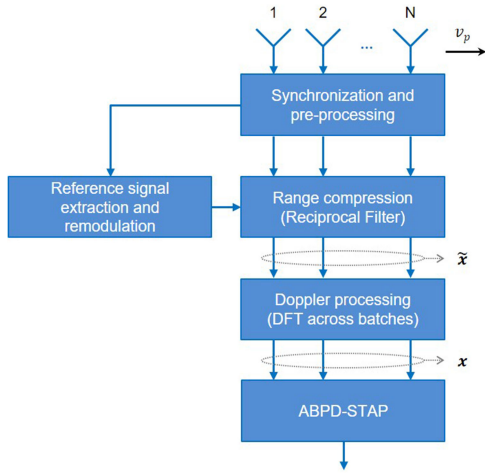 1 2 ... N
v_p
Synchronization and
pre-processing
Reference signal
extraction and
remodulation
Range compression
(Reciprocal Filter)
x̃
Doppler processing
(DFT across batches)
x
ABPD-STAP